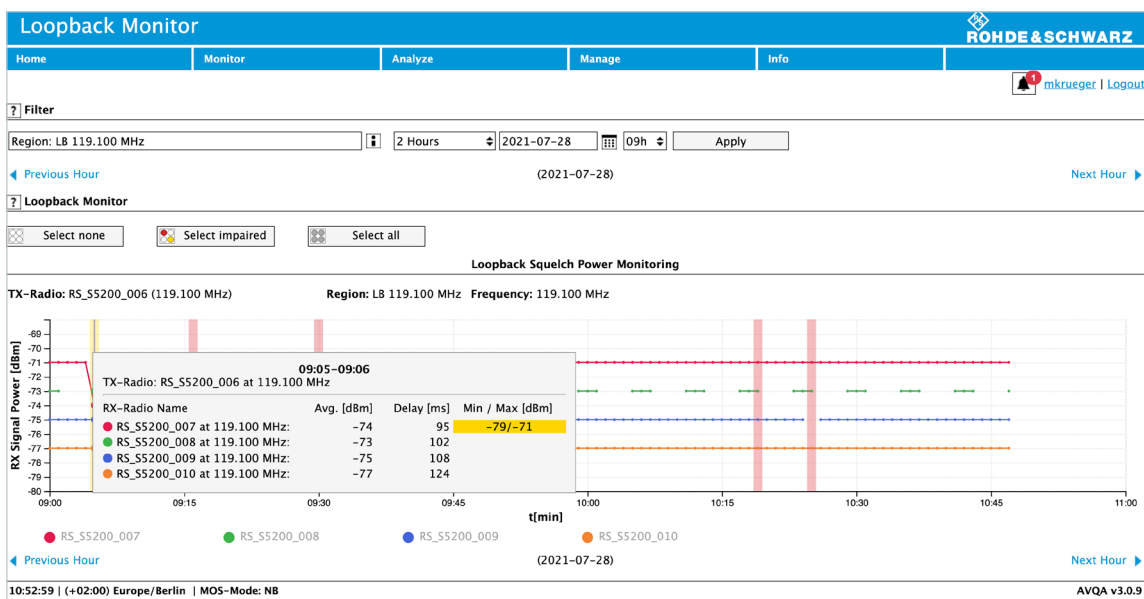 Loopback Monitor
ROHDE&SCHWARZ
Home Monitor Analyze Manage Info
1
mkrueger | Logout
? Filter
Region: LB 119.100 MHz i 2 Hours 2021-07-28 09h Apply
Previous Hour (2021-07-28) Next Hour
? Loopback Monitor
Select none Select impaired Select all
Loopback Squelch Power Monitoring
TX-Radio: RS_S5200_006 (119.100 MHz) Region: LB 119.100 MHz Frequency: 119.100 MHz
RX Signal Power [dBm]
-69
-70
-71
-72
-73
-74
-75
-76
-77
-78
-79
-80
09:05-09:06
TX-Radio: RS_S5200_006 at 119.100 MHz
RX-Radio Name Avg. [dBm] Delay [ms] Min / Max [dBm]
RS_S5200_007 at 119.100 MHz: -74 95 -79/-71
RS_S5200_008 at 119.100 MHz: -73 102
RS_S5200_009 at 119.100 MHz: -75 108
RS_S5200_010 at 119.100 MHz: -77 124
09:00 09:15 09:30 09:45 10:00 10:15 10:30 10:45 11:00
t[min]
RS_S5200_007 RS_S5200_008 RS_S5200_009 RS_S5200_010
Previous Hour (2021-07-28) Next Hour
10:52:59 | (+02:00) Europe/Berlin | MOS-Mode: NB AVQA v3.0.9